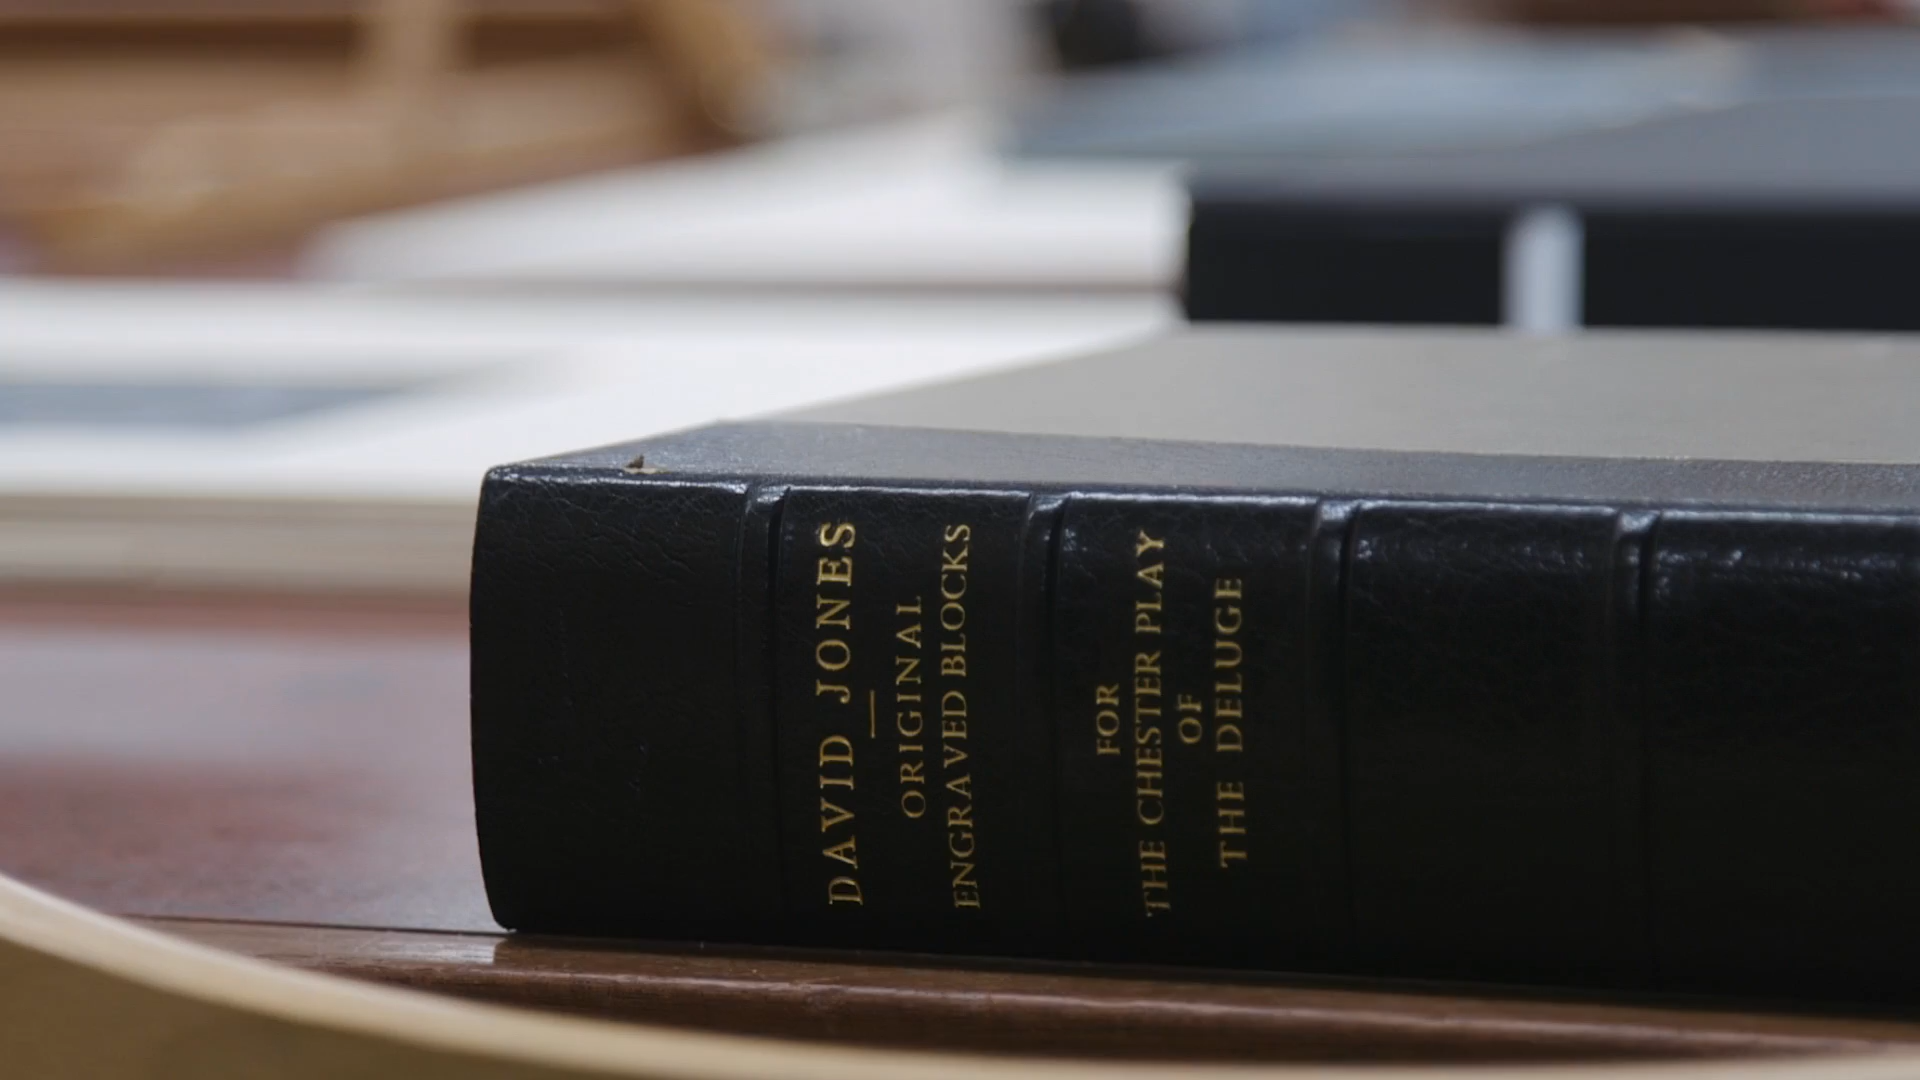 DAVID JONES
ORIGINAL
ENGRAVED BLOCKS
FOR
THE CHESTER PLAY
OF
THE DELUGE